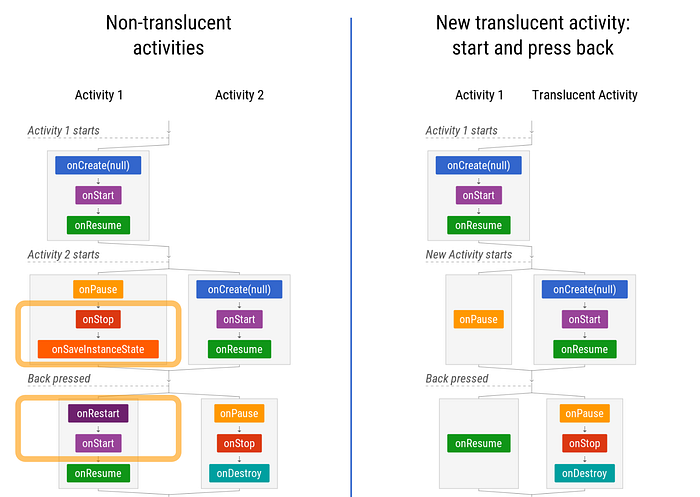 Non-translucent
activities
Activity 1
Activity 2
Activity 1 starts
onCreate(null)
onStart
onResume
Activity 2 starts
onPause
onStop
onSaveInstanceState
onCreate(null)
onStart
onResume
Back pressed
onRestart
onStart
onResume
onPause
onStop
onDestroy
New translucent activity:
start and press back
Activity 1
Translucent Activity
Activity 1 starts
onCreate(null)
onStart
onResume
New Activity starts
onPause
onCreate(null)
onStart
onResume
Back pressed
onResume
onPause
onStop
onDestroy